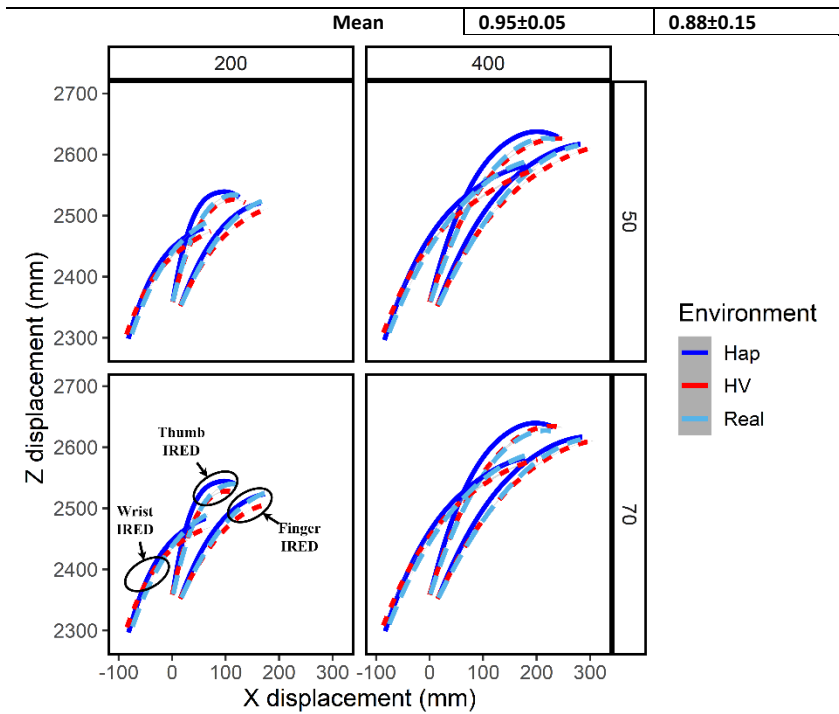 Mean 0.95±0.05 0.88±0.15
200 400
2700
2600
2500
2400
2300
50
Z displacement (mm)
2700
2600
2500
2400
2300
70
Thumb
IRED
Wrist
IRED
Finger
IRED
-100 0 100 200 300 -100 0 100 200 300
X displacement (mm)
Environment
Hap
HV
Real